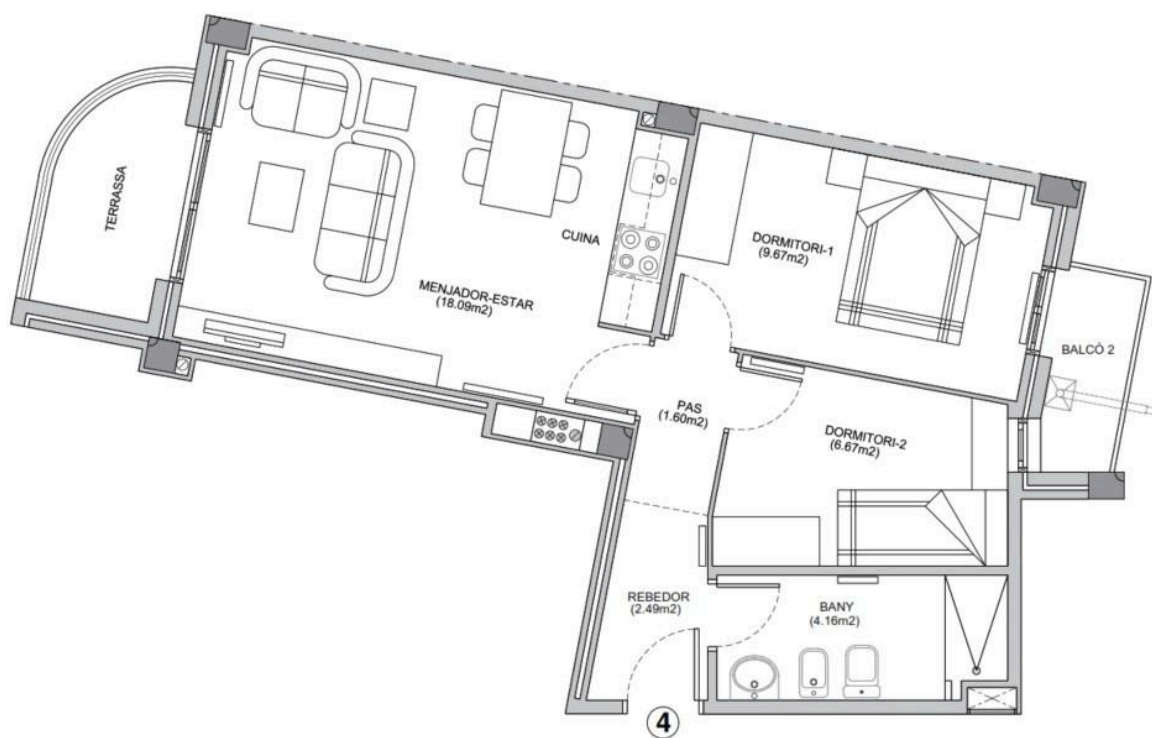 TERRASSA
CUINA
MENJADOR-ESTAR
(18.09m2)
DORMITORI-1
(9.67m2)
BALCÓ 2
PAS
(1.60m2)
DORMITORI-2
(6.67m2)
REBEDOR
(2.49m2)
BANY
(4.16m2)
4